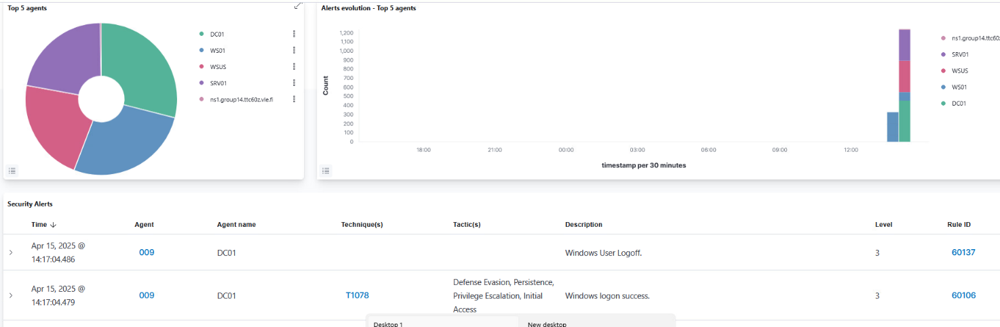 Top 5 agents
DC01
WS01
WSUS
SRV01
ns1.group14.ttc60z.vle.fi
Alerts evolution - Top 5 agents
Count
1,200
1,100
1,000
900
800
700
600
500
400
300
200
100
0
18:00
21:00
00:00
03:00
06:00
09:00
12:00
timestamp per 30 minutes
ns1.group14.ttc60z
SRV01
WSUS
WS01
DC01
Security Alerts
Time Agent Agent name Technique(s) Tactic(s) Description Level Rule ID
Apr 15, 2025 @
14:17:04.486
009 DC01 Windows User Logoff. 3 60137
Apr 15, 2025 @
14:17:04.479
009 DC01 T1078
Defense Evasion, Persistence,
Privilege Escalation, Initial
Access
Windows logon success. 3 60106
Desktop 1 New desktop